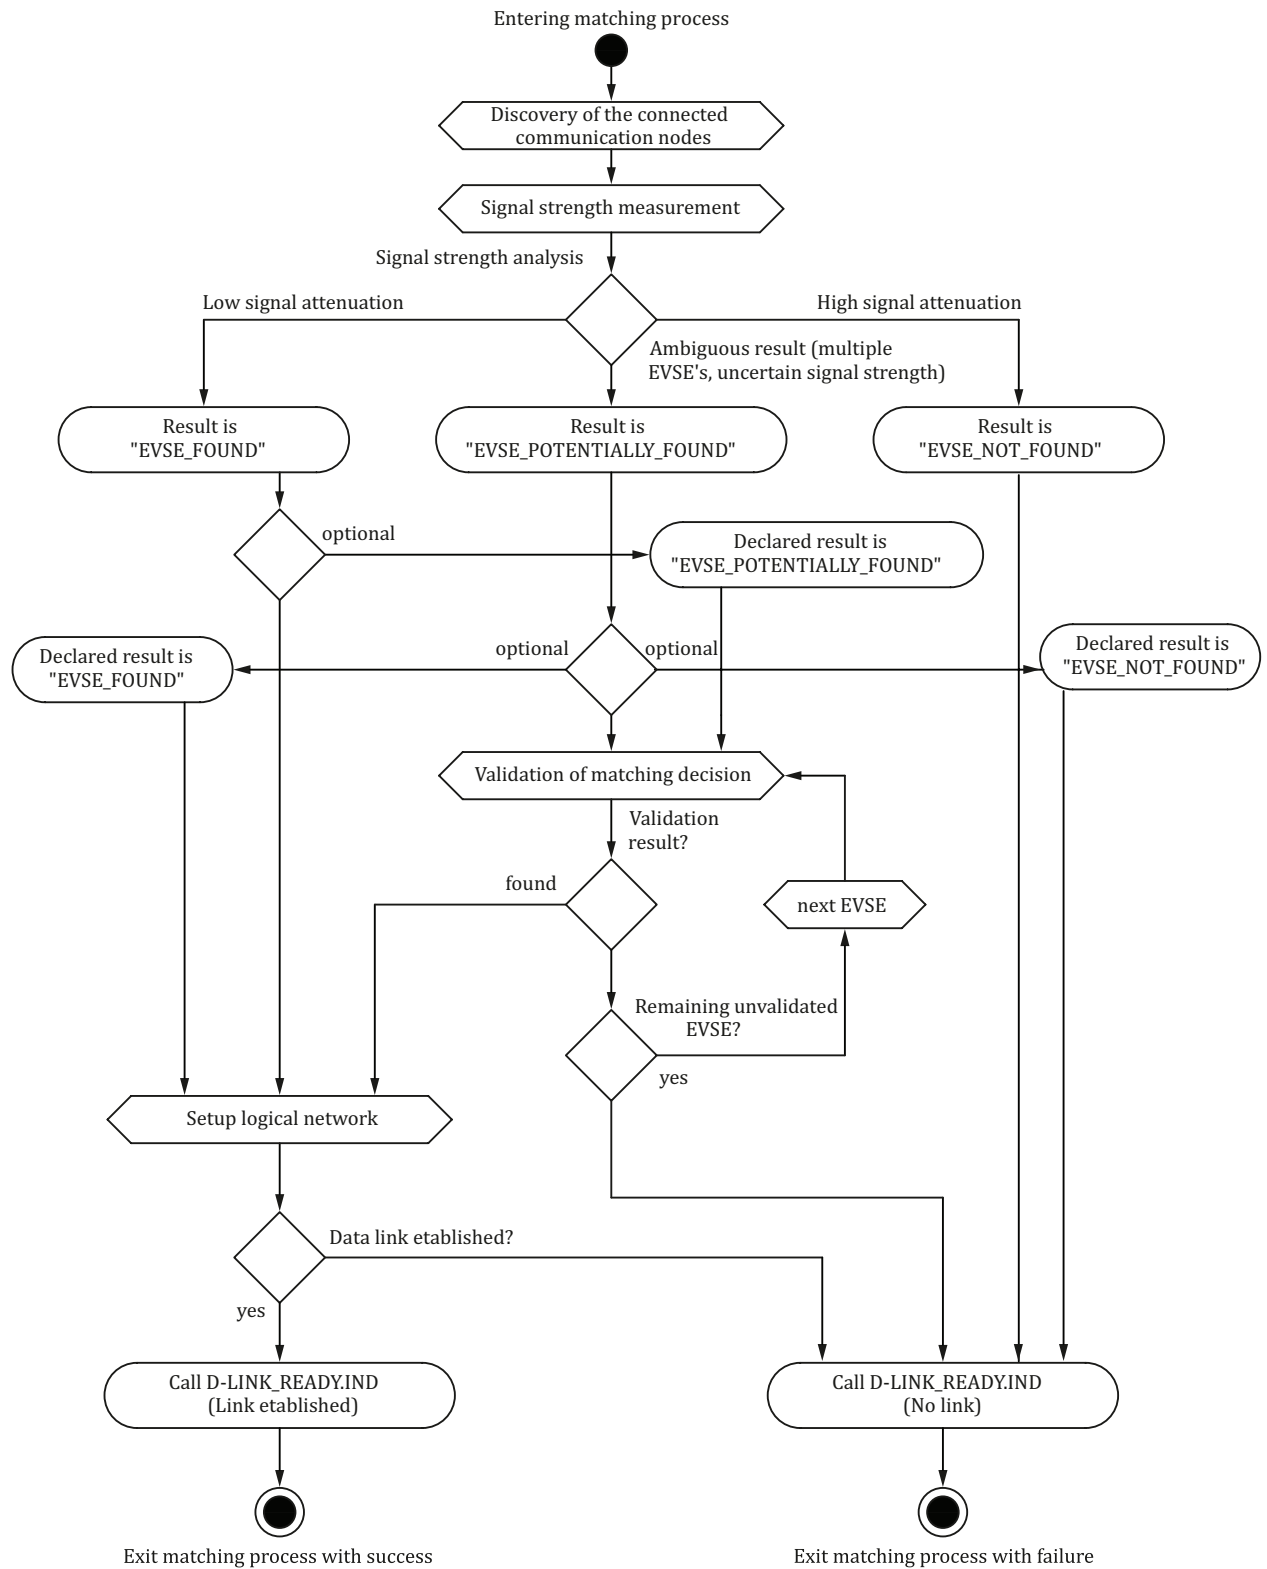 Entering matching process
Discovery of the connected
communication nodes
Signal strength measurement
Signal strength analysis
Low signal attenuation
High signal attenuation
Ambiguous result (multiple
EVSE's, uncertain signal strength)
Result is
"EVSE_FOUND"
Result is
"EVSE_POTENTIALLY_FOUND"
Result is
"EVSE_NOT_FOUND"
optional
Declared result is
"EVSE_POTENTIALLY_FOUND"
Declared result is
"EVSE_FOUND"
optional
optional
Declared result is
"EVSE_NOT_FOUND"
Validation of matching decision
Validation
result?
found
next EVSE
Remaining unvalidated
EVSE?
yes
Setup logical network
Data link etablished?
yes
Call D-LINK_READY.IND
(Link etablished)
Call D-LINK_READY.IND
(No link)
Exit matching process with success
Exit matching process with failure